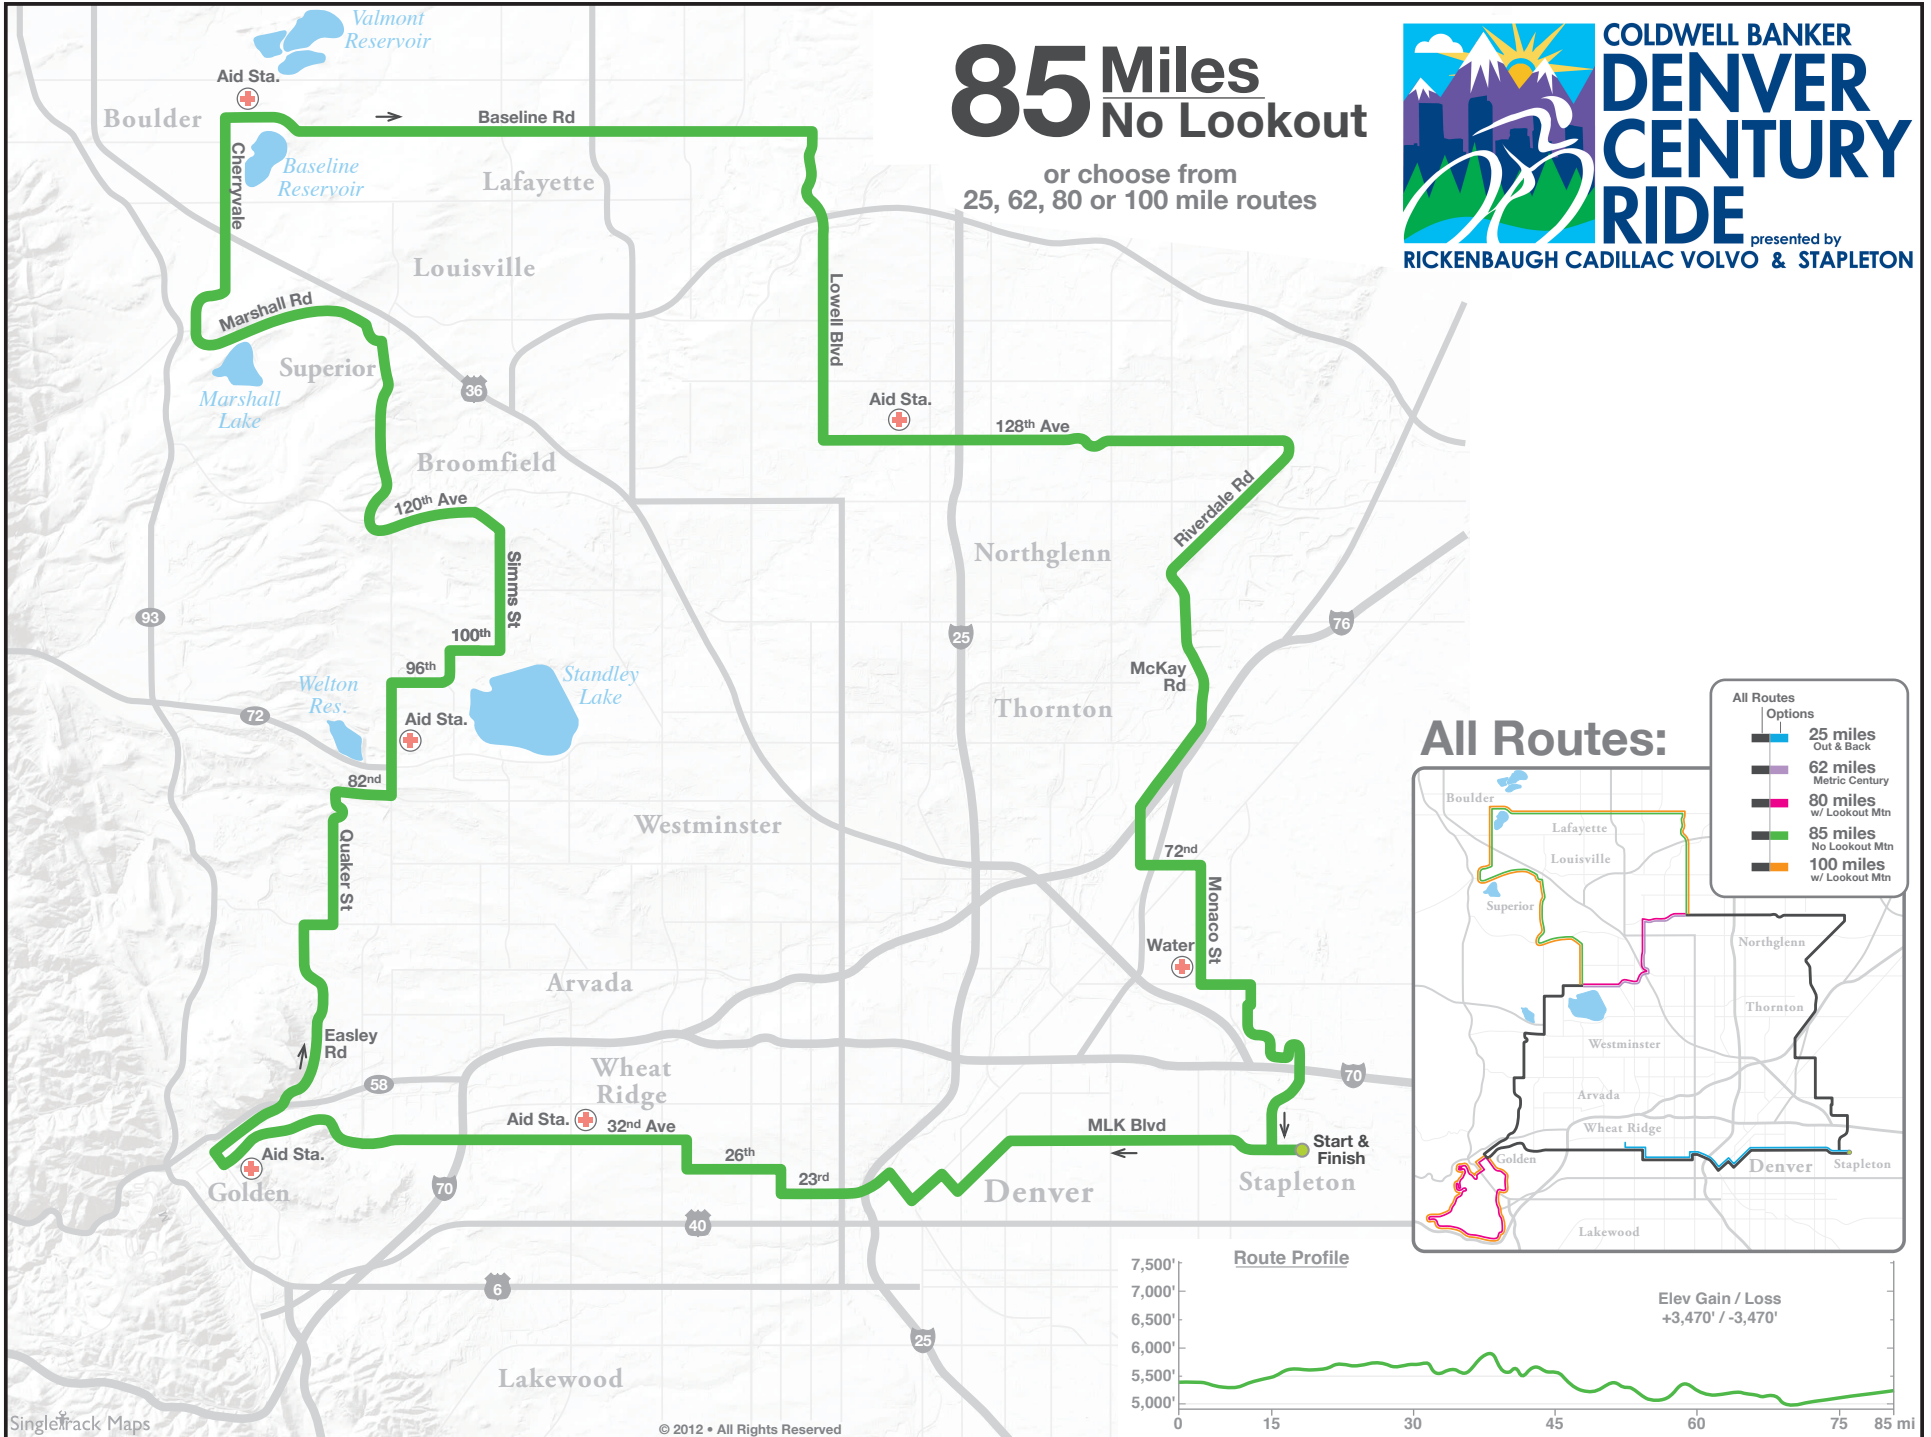 85 Miles
No Lookout
or choose from
25, 62, 80 or 100 mile routes
COLDWELL BANKER
DENVER
CENTURY
RIDE
presented by
RICKENBAUGH CADILLAC VOLVO & STAPLETON
Valmont
Reservoir
Aid Sta.
Boulder
Baseline Rd
Cherryvale
Baseline
Reservoir
Lafayette
Louisville
Marshall Rd
Lowell Blvd
Superior
36
Marshall
Lake
Aid Sta.
128th Ave
Broomfield
120th Ave
Riverdale Rd
Northglenn
Simms St
93
25
76
100th
96th
McKay
Rd
Standley
Lake
Welton
Res.
72
Aid Sta.
Thornton
82nd
Westminster
Quaker St
72nd
Monaco St
Water
Arvada
Easley
Rd
Wheat
Ridge
58
70
Aid Sta.
32nd Ave
MLK Blvd
Start &
Finish
Aid Sta.
26th
23rd
Golden
70
Denver
Stapleton
40
6
25
Lakewood
SingleTrack Maps
© 2012 • All Rights Reserved
All Routes:
All Routes
Options
25 miles
Out & Back
62 miles
Metric Century
80 miles
w/ Lookout Mtn
85 miles
No Lookout Mtn
100 miles
w/ Lookout Mtn
Boulder
Lafayette
Louisville
Superior
Northglenn
Thornton
Westminster
Arvada
Wheat Ridge
Golden
Denver
Stapleton
Lakewood
Route Profile
7,500'
7,000'
6,500'
6,000'
5,500'
5,000'
Elev Gain / Loss
+3,470' / -3,470'
0 15 30 45 60 75 85 mi